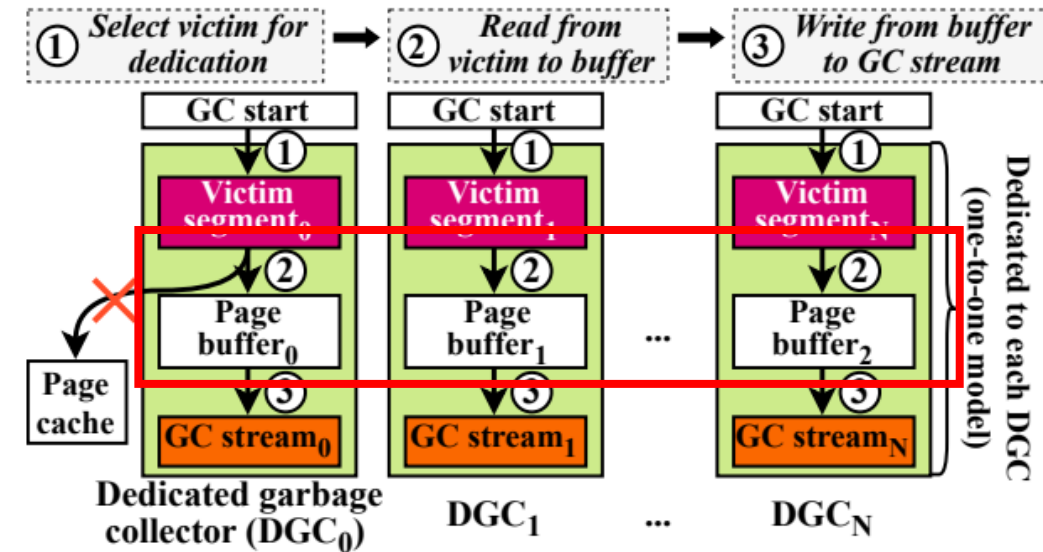 ① Select victim for
dedication
② Read from
victim to buffer
③ Write from buffer
to GC stream
GC start
GC start
GC start
①
①
①
Victim
segment0
Victim
segment1
Victim
segmentN
②
②
②
Page
buffer0
Page
buffer1
...
Page
buffer2
③
③
③
Page
cache
GC stream0
GC stream1
GC streamN
Dedicated to each DGC
(one-to-one model)
Dedicated garbage
collector (DGC0)
DGC1
...
DGCN